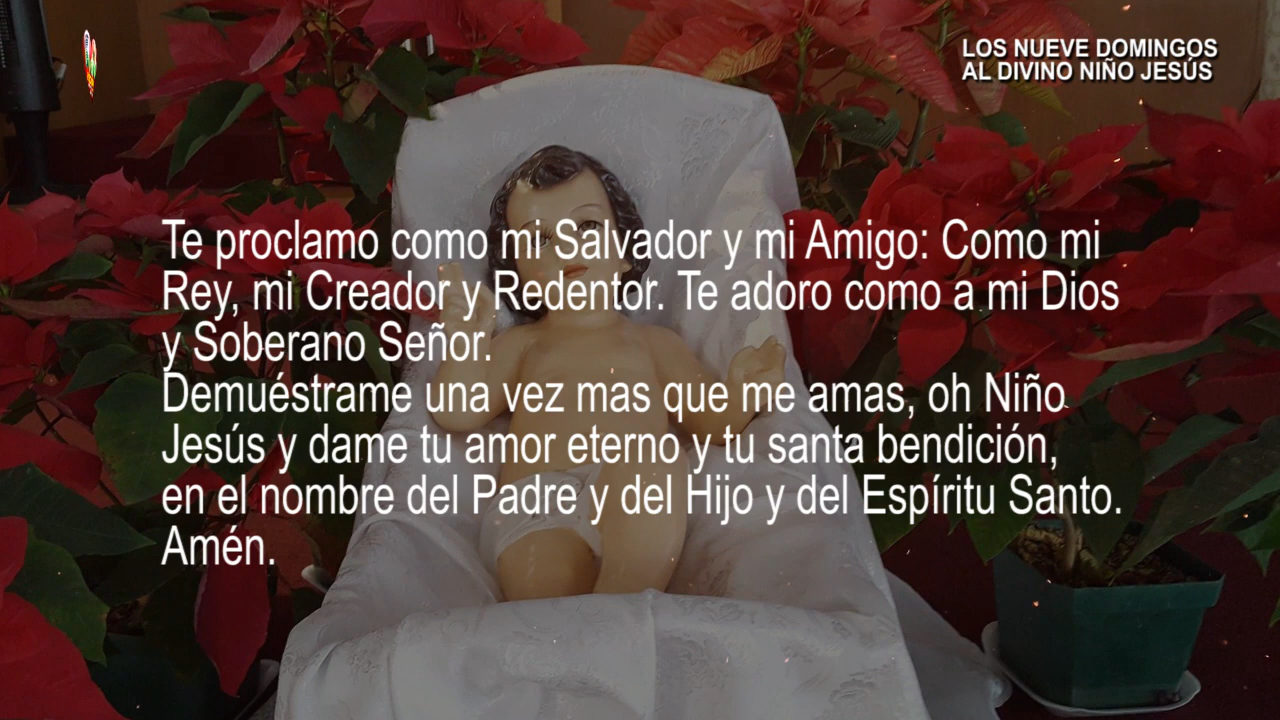 LOS NUEVE DOMINGOS
AL DIVINO NIÑO JESÚS
Te proclamo como mi Salvador y mi Amigo: Como mi
Rey, mi Creador y Redentor. Te adoro como a mi Dios
y Soberano Señor.
Demuéstrame una vez mas que me amas, oh Niño
Jesús y dame tu amor eterno y tu santa bendición,
en el nombre del Padre y del Hijo y del Espíritu Santo.
Amén.